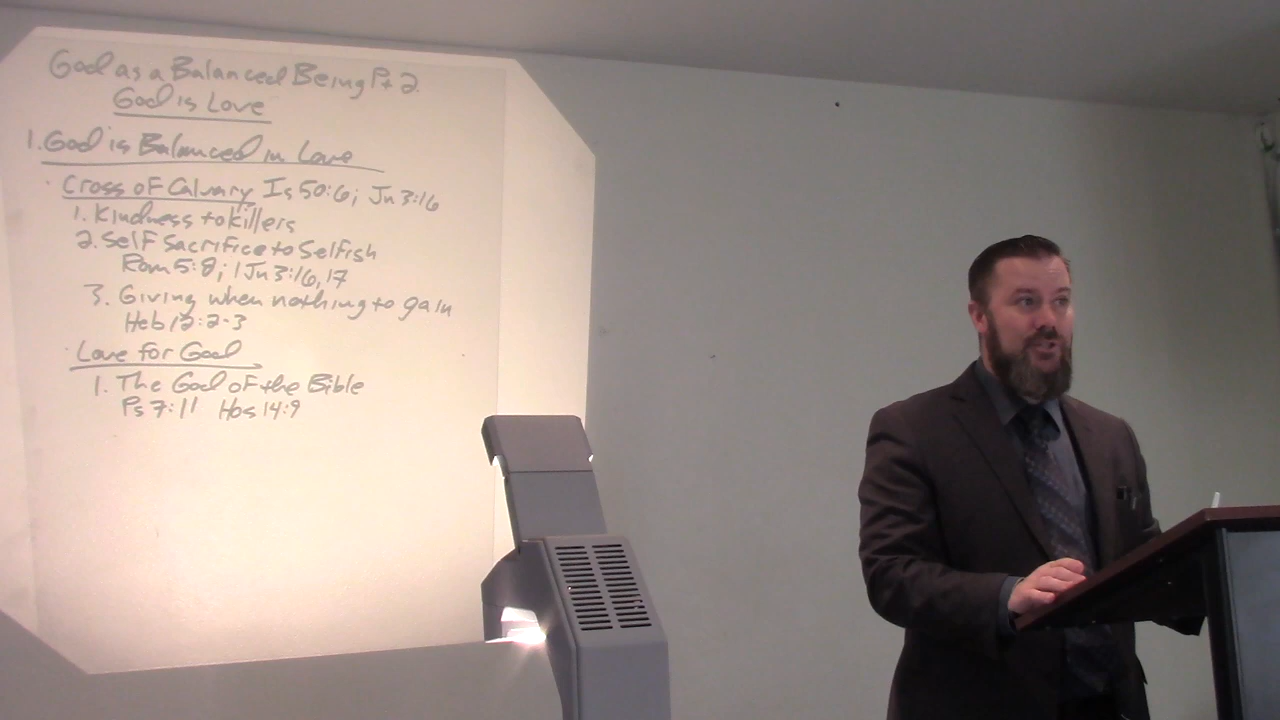 God as a Balanced Being Pt 2
God is Love
1. God is Balanced in Love
· Cross of Calvary Is 50:6; Jn 3:16
1. Kindness to killers
2. Self Sacrifice to Selfish
Rom 5:8; 1 Jn 3:16,17
3. Giving when nothing to gain
Heb 12:2-3
· Love for God
1. The God of the Bible
Ps 7:11 Hos 14:9